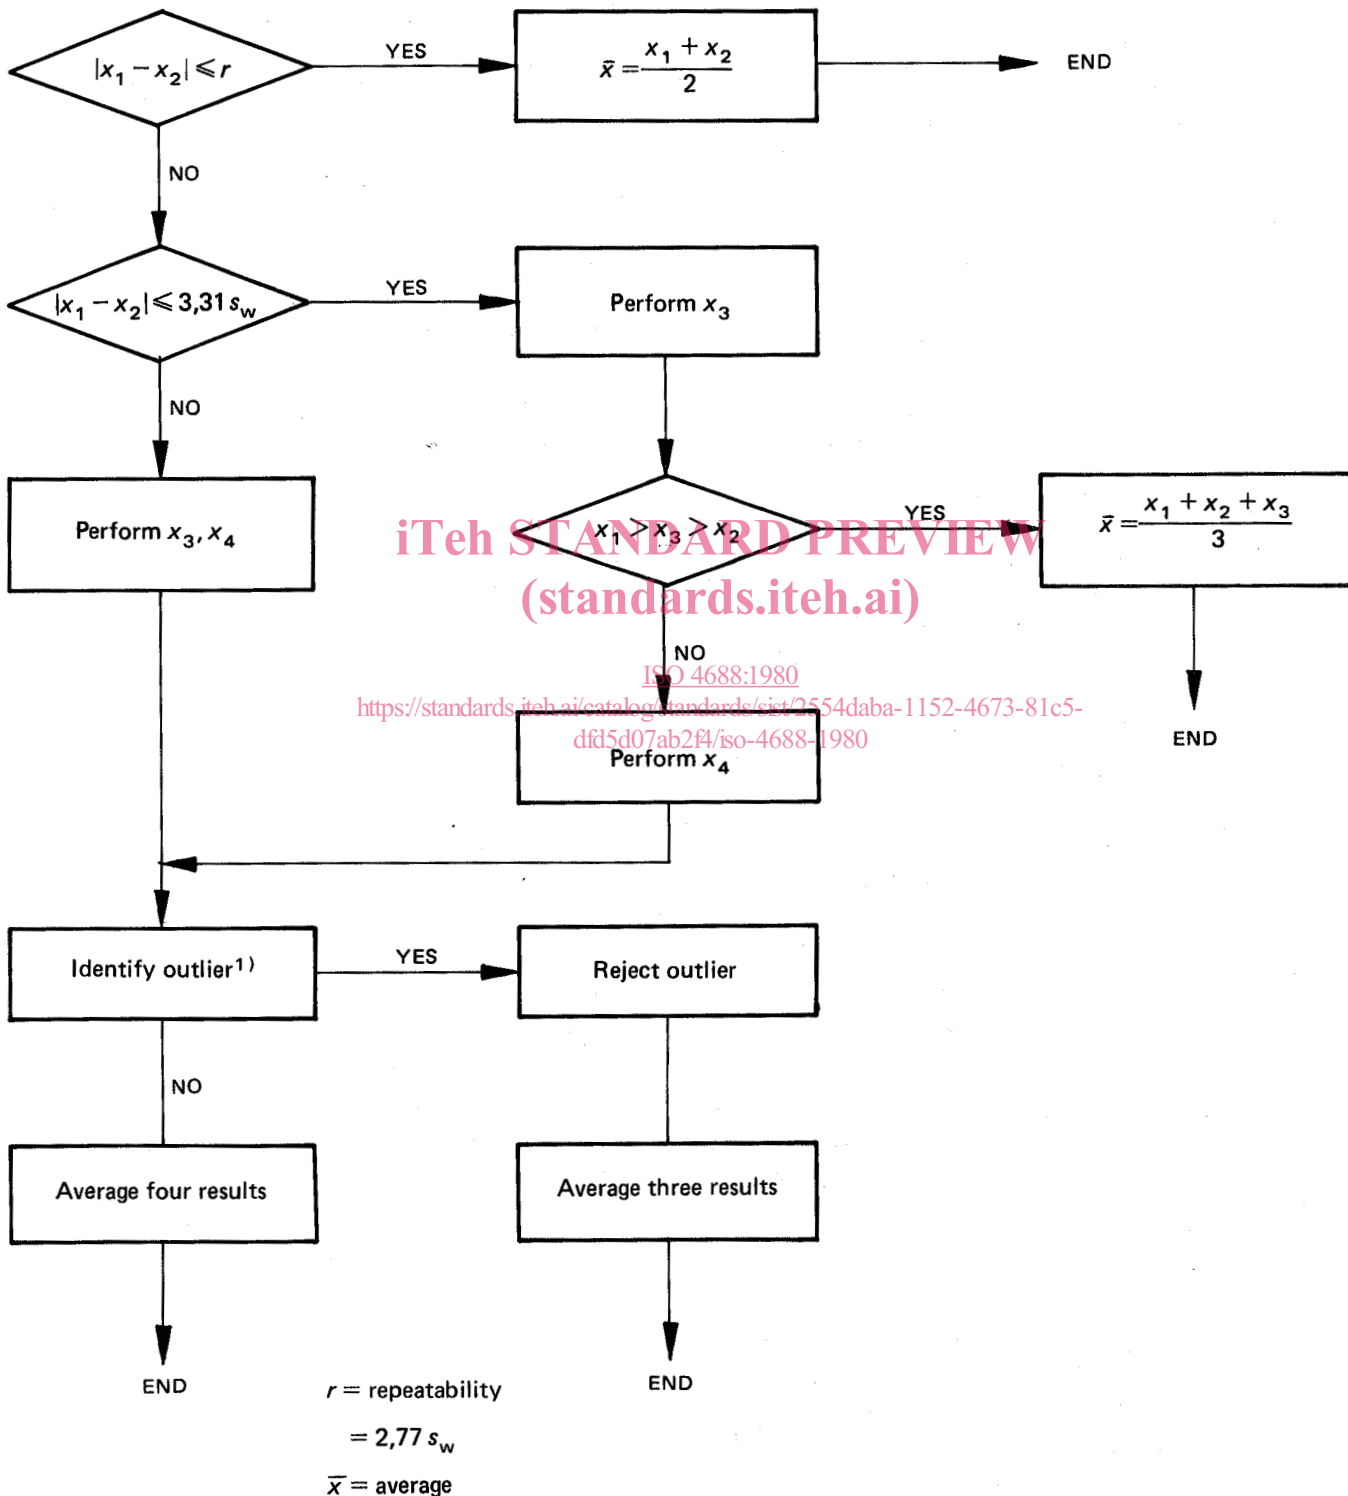 |x₁ − x₂| ⩽ r
YES
x̄ = (x₁ + x₂)/2
END
NO
|x₁ − x₂| ⩽ 3,31 s_w
YES
Perform x₃
NO
Perform x₃, x₄
x₁ > x₃ > x₂
YES
x̄ = (x₁ + x₂ + x₃)/3
iTeh STANDARD PREVIEW
(standards.iteh.ai)
NO
ISO 4688:1980
https://standards.iteh.ai/catalog/standards/sist/2554daba-1152-4673-81c5-
dfd5d07ab2f4/iso-4688-1980
END
Perform x₄
Identify outlier¹⁾
YES
Reject outlier
NO
Average four results
Average three results
END
END
r = repeatability
= 2,77 s_w
x̄ = average